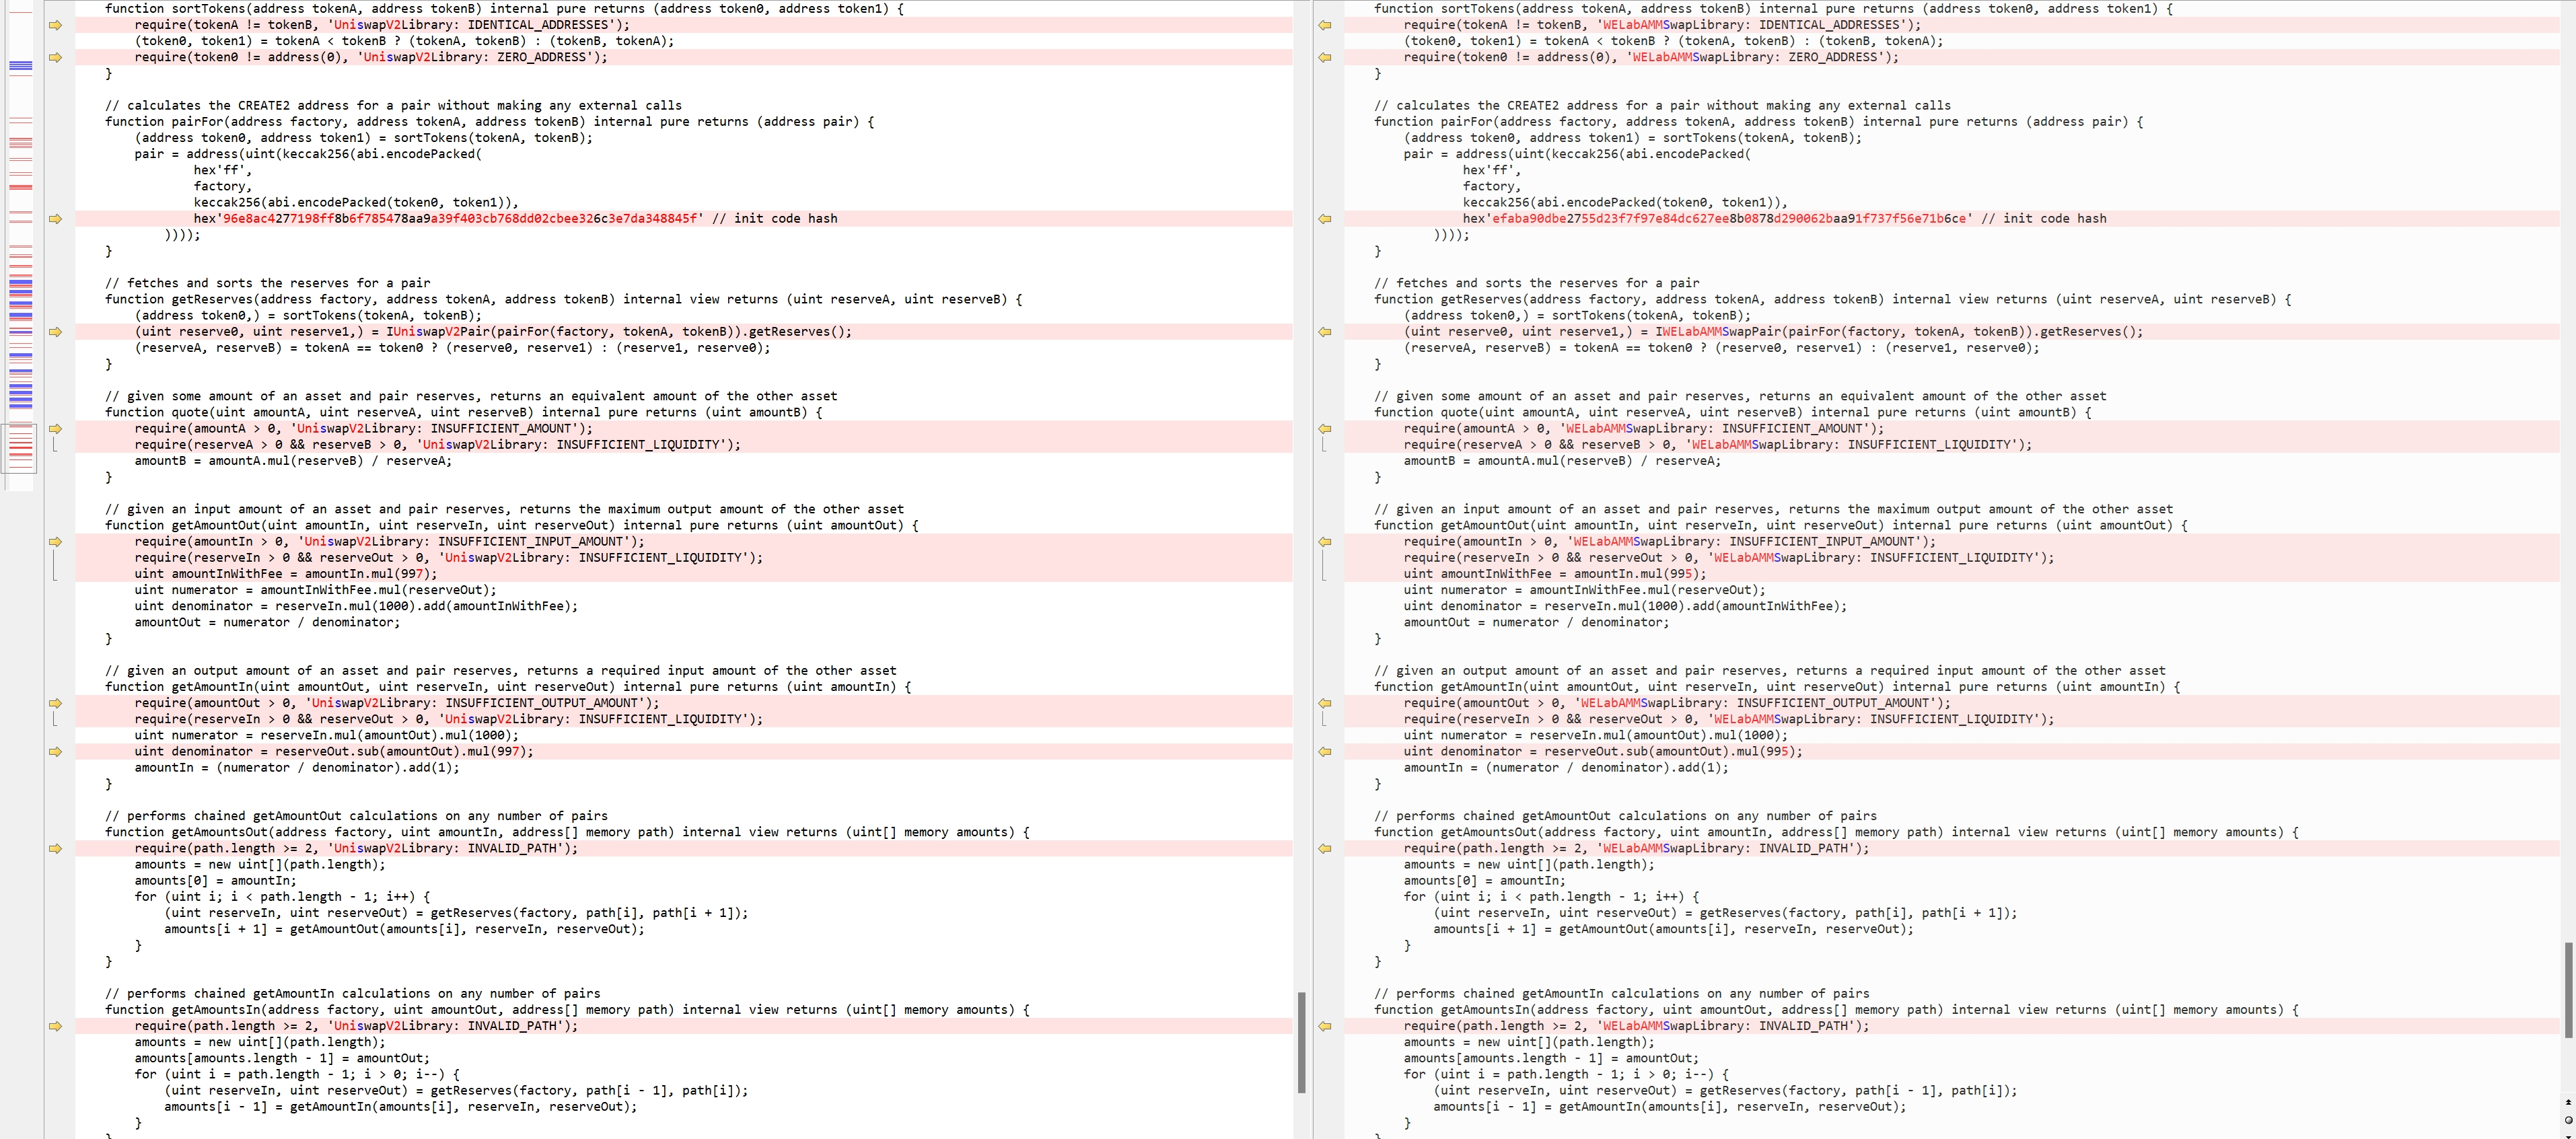 function sortTokens(address tokenA, address tokenB) internal pure returns (address token0, address token1) {
require(tokenA != tokenB, 'UniswapV2Library: IDENTICAL_ADDRESSES');
(token0, token1) = tokenA < tokenB ? (tokenA, tokenB) : (tokenB, tokenA);
require(token0 != address(0), 'UniswapV2Library: ZERO_ADDRESS');
}
// calculates the CREATE2 address for a pair without making any external calls
function pairFor(address factory, address tokenA, address tokenB) internal pure returns (address pair) {
(address token0, address token1) = sortTokens(tokenA, tokenB);
pair = address(uint(keccak256(abi.encodePacked(
hex'ff',
factory,
keccak256(abi.encodePacked(token0, token1)),
hex'96e8ac4277198ff8b6f785478aa9a39f403cb768dd02cbee326c3e7da348845f' // init code hash
))));
}
// fetches and sorts the reserves for a pair
function getReserves(address factory, address tokenA, address tokenB) internal view returns (uint reserveA, uint reserveB) {
(address token0,) = sortTokens(tokenA, tokenB);
(uint reserve0, uint reserve1,) = IUniswapV2Pair(pairFor(factory, tokenA, tokenB)).getReserves();
(reserveA, reserveB) = tokenA == token0 ? (reserve0, reserve1) : (reserve1, reserve0);
}
// given some amount of an asset and pair reserves, returns an equivalent amount of the other asset
function quote(uint amountA, uint reserveA, uint reserveB) internal pure returns (uint amountB) {
require(amountA > 0, 'UniswapV2Library: INSUFFICIENT_AMOUNT');
require(reserveA > 0 && reserveB > 0, 'UniswapV2Library: INSUFFICIENT_LIQUIDITY');
amountB = amountA.mul(reserveB) / reserveA;
}
// given an input amount of an asset and pair reserves, returns the maximum output amount of the other asset
function getAmountOut(uint amountIn, uint reserveIn, uint reserveOut) internal pure returns (uint amountOut) {
require(amountIn > 0, 'UniswapV2Library: INSUFFICIENT_INPUT_AMOUNT');
require(reserveIn > 0 && reserveOut > 0, 'UniswapV2Library: INSUFFICIENT_LIQUIDITY');
uint amountInWithFee = amountIn.mul(997);
uint numerator = amountInWithFee.mul(reserveOut);
uint denominator = reserveIn.mul(1000).add(amountInWithFee);
amountOut = numerator / denominator;
}
// given an output amount of an asset and pair reserves, returns a required input amount of the other asset
function getAmountIn(uint amountOut, uint reserveIn, uint reserveOut) internal pure returns (uint amountIn) {
require(amountOut > 0, 'UniswapV2Library: INSUFFICIENT_OUTPUT_AMOUNT');
require(reserveIn > 0 && reserveOut > 0, 'UniswapV2Library: INSUFFICIENT_LIQUIDITY');
uint numerator = reserveIn.mul(amountOut).mul(1000);
uint denominator = reserveOut.sub(amountOut).mul(997);
amountIn = (numerator / denominator).add(1);
}
// performs chained getAmountOut calculations on any number of pairs
function getAmountsOut(address factory, uint amountIn, address[] memory path) internal view returns (uint[] memory amounts) {
require(path.length >= 2, 'UniswapV2Library: INVALID_PATH');
amounts = new uint[](path.length);
amounts[0] = amountIn;
for (uint i; i < path.length - 1; i++) {
(uint reserveIn, uint reserveOut) = getReserves(factory, path[i], path[i + 1]);
amounts[i + 1] = getAmountOut(amounts[i], reserveIn, reserveOut);
}
}
// performs chained getAmountIn calculations on any number of pairs
function getAmountsIn(address factory, uint amountOut, address[] memory path) internal view returns (uint[] memory amounts) {
require(path.length >= 2, 'UniswapV2Library: INVALID_PATH');
amounts = new uint[](path.length);
amounts[amounts.length - 1] = amountOut;
for (uint i = path.length - 1; i > 0; i--) {
(uint reserveIn, uint reserveOut) = getReserves(factory, path[i - 1], path[i]);
amounts[i - 1] = getAmountIn(amounts[i], reserveIn, reserveOut);
}
}
function sortTokens(address tokenA, address tokenB) internal pure returns (address token0, address token1) {
require(tokenA != tokenB, 'WELabAMMSwapLibrary: IDENTICAL_ADDRESSES');
(token0, token1) = tokenA < tokenB ? (tokenA, tokenB) : (tokenB, tokenA);
require(token0 != address(0), 'WELabAMMSwapLibrary: ZERO_ADDRESS');
}
// calculates the CREATE2 address for a pair without making any external calls
function pairFor(address factory, address tokenA, address tokenB) internal pure returns (address pair) {
(address token0, address token1) = sortTokens(tokenA, tokenB);
pair = address(uint(keccak256(abi.encodePacked(
hex'ff',
factory,
keccak256(abi.encodePacked(token0, token1)),
hex'efaba90dbe2755d23f7f97e84dc627ee8b0878d290062baa91f737f56e71b6ce' // init code hash
))));
}
// fetches and sorts the reserves for a pair
function getReserves(address factory, address tokenA, address tokenB) internal view returns (uint reserveA, uint reserveB) {
(address token0,) = sortTokens(tokenA, tokenB);
(uint reserve0, uint reserve1,) = IWELabAMMSwapPair(pairFor(factory, tokenA, tokenB)).getReserves();
(reserveA, reserveB) = tokenA == token0 ? (reserve0, reserve1) : (reserve1, reserve0);
}
// given some amount of an asset and pair reserves, returns an equivalent amount of the other asset
function quote(uint amountA, uint reserveA, uint reserveB) internal pure returns (uint amountB) {
require(amountA > 0, 'WELabAMMSwapLibrary: INSUFFICIENT_AMOUNT');
require(reserveA > 0 && reserveB > 0, 'WELabAMMSwapLibrary: INSUFFICIENT_LIQUIDITY');
amountB = amountA.mul(reserveB) / reserveA;
}
// given an input amount of an asset and pair reserves, returns the maximum output amount of the other asset
function getAmountOut(uint amountIn, uint reserveIn, uint reserveOut) internal pure returns (uint amountOut) {
require(amountIn > 0, 'WELabAMMSwapLibrary: INSUFFICIENT_INPUT_AMOUNT');
require(reserveIn > 0 && reserveOut > 0, 'WELabAMMSwapLibrary: INSUFFICIENT_LIQUIDITY');
uint amountInWithFee = amountIn.mul(995);
uint numerator = amountInWithFee.mul(reserveOut);
uint denominator = reserveIn.mul(1000).add(amountInWithFee);
amountOut = numerator / denominator;
}
// given an output amount of an asset and pair reserves, returns a required input amount of the other asset
function getAmountIn(uint amountOut, uint reserveIn, uint reserveOut) internal pure returns (uint amountIn) {
require(amountOut > 0, 'WELabAMMSwapLibrary: INSUFFICIENT_OUTPUT_AMOUNT');
require(reserveIn > 0 && reserveOut > 0, 'WELabAMMSwapLibrary: INSUFFICIENT_LIQUIDITY');
uint numerator = reserveIn.mul(amountOut).mul(1000);
uint denominator = reserveOut.sub(amountOut).mul(995);
amountIn = (numerator / denominator).add(1);
}
// performs chained getAmountOut calculations on any number of pairs
function getAmountsOut(address factory, uint amountIn, address[] memory path) internal view returns (uint[] memory amounts) {
require(path.length >= 2, 'WELabAMMSwapLibrary: INVALID_PATH');
amounts = new uint[](path.length);
amounts[0] = amountIn;
for (uint i; i < path.length - 1; i++) {
(uint reserveIn, uint reserveOut) = getReserves(factory, path[i], path[i + 1]);
amounts[i + 1] = getAmountOut(amounts[i], reserveIn, reserveOut);
}
}
// performs chained getAmountIn calculations on any number of pairs
function getAmountsIn(address factory, uint amountOut, address[] memory path) internal view returns (uint[] memory amounts) {
require(path.length >= 2, 'WELabAMMSwapLibrary: INVALID_PATH');
amounts = new uint[](path.length);
amounts[amounts.length - 1] = amountOut;
for (uint i = path.length - 1; i > 0; i--) {
(uint reserveIn, uint reserveOut) = getReserves(factory, path[i - 1], path[i]);
amounts[i - 1] = getAmountIn(amounts[i], reserveIn, reserveOut);
}
}